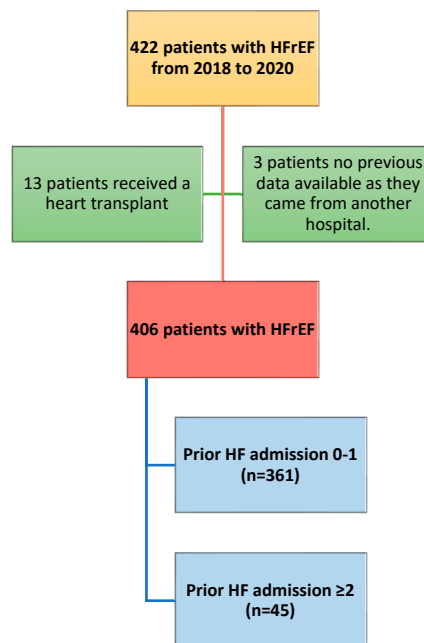 422 patients with HFrEF
from 2018 to 2020
13 patients received a
heart transplant
3 patients no previous
data available as they
came from another
hospital.
406 patients with HFrEF
Prior HF admission 0-1
(n=361)
Prior HF admission ≥2
(n=45)